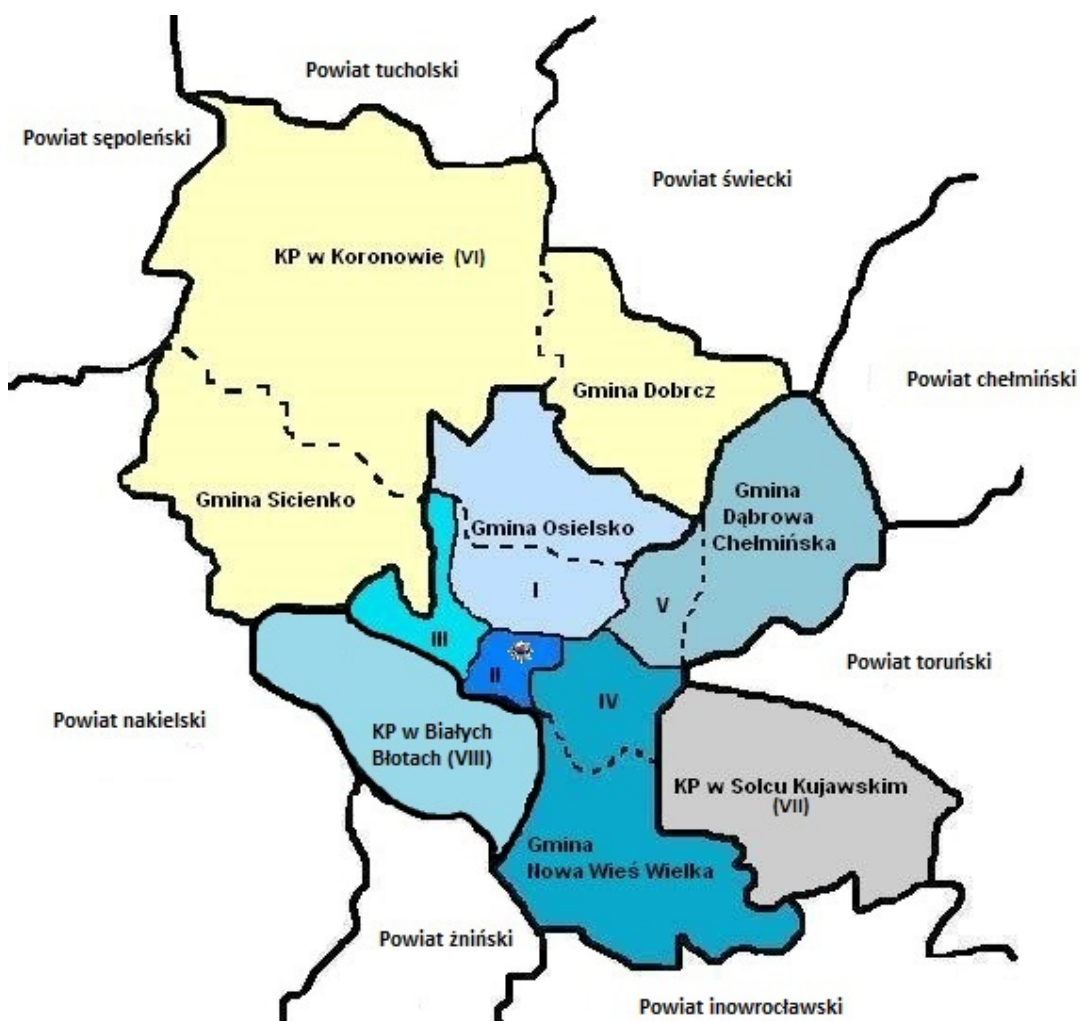 Powiat tucholski
Powiat sępoleński
Powiat świecki
KP w Koronowie (VI)
Powiat chełmiński
Gmina Dobrcz
Gmina Sicienko
Gmina
Dąbrowa
Chełmińska
Gmina Osielsko
I
V
III
II
IV
Powiat toruński
Powiat nakielski
KP w Białych
Błotach (VIII)
KP w Solcu Kujawskim
(VII)
Gmina
Nowa Wieś Wielka
Powiat żniński
Powiat inowrocławski